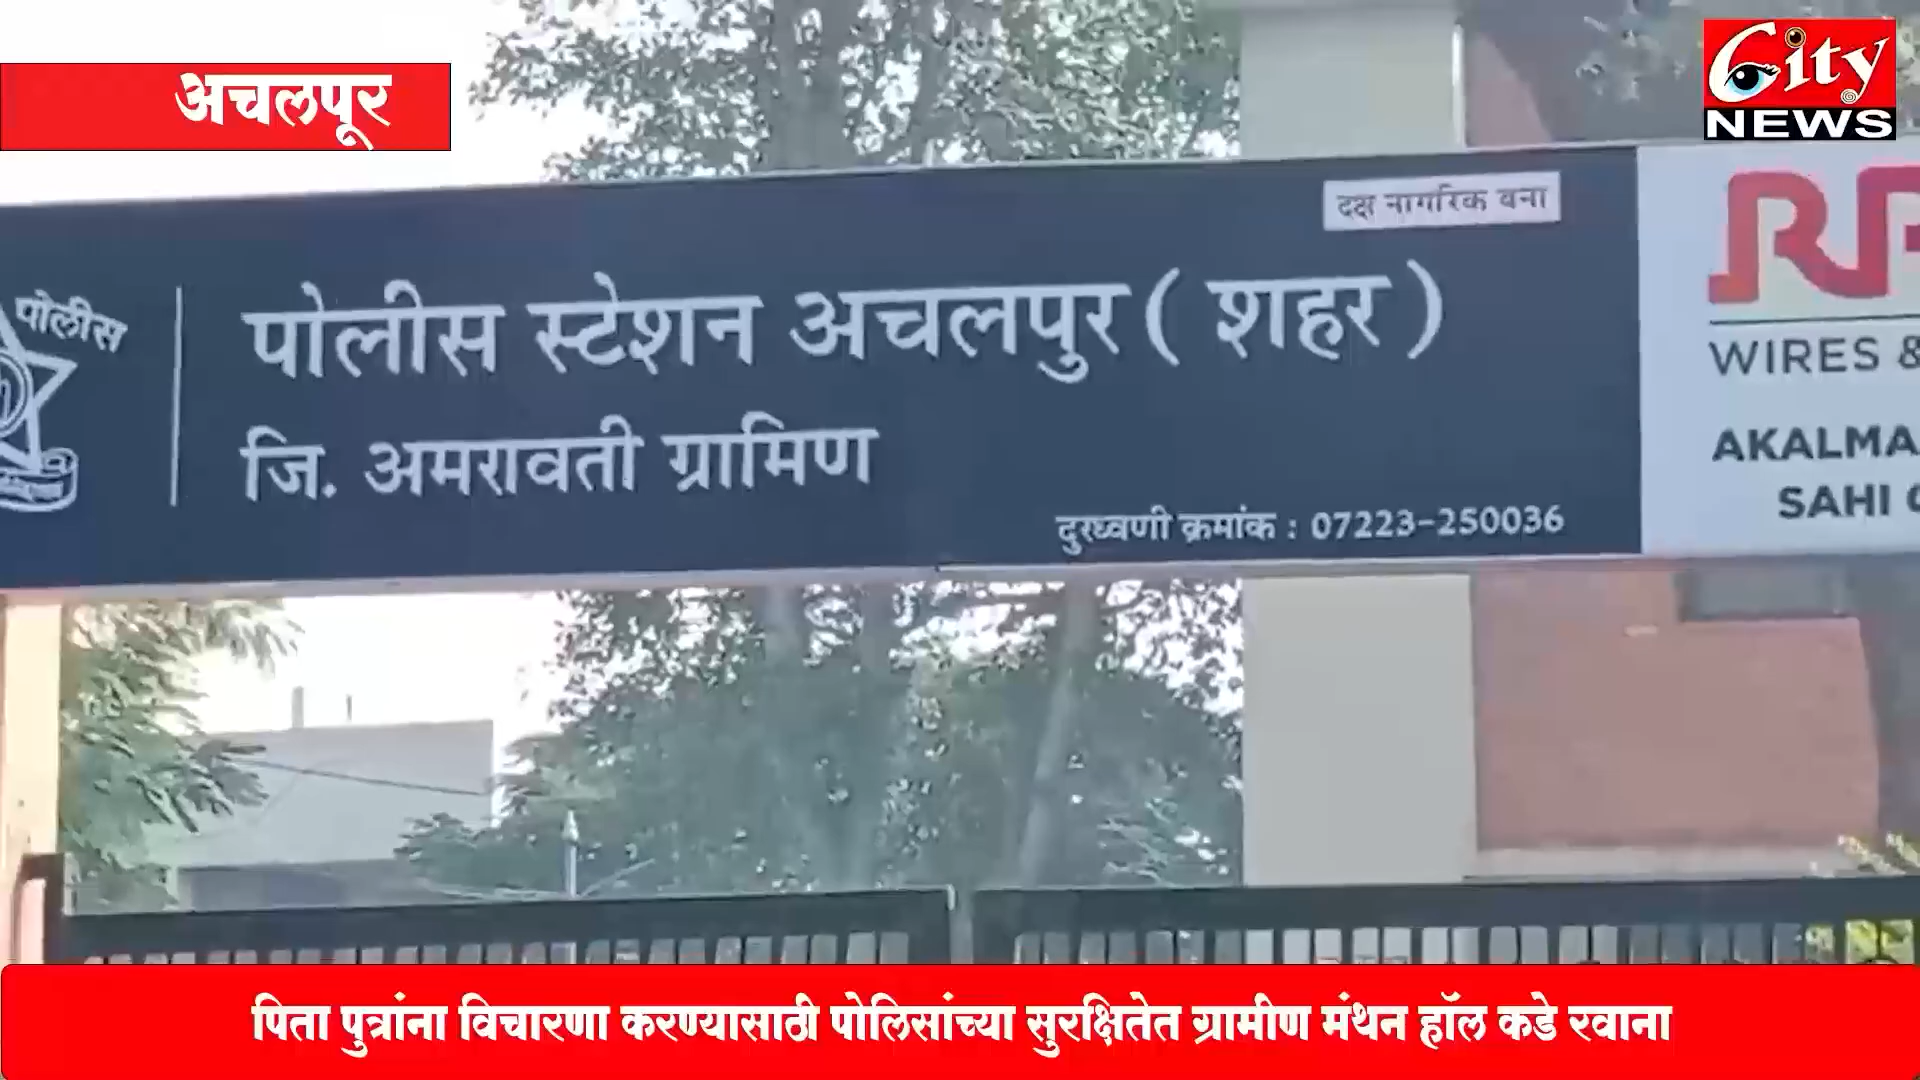 अचलपूर
City
NEWS
दक्ष नागरिक बना
पोलीस
पोलीस स्टेशन अचलपुर ( शहर )
जि. अमरावती ग्रामिण
दुरध्वणी क्रमांक : 07223-250036
WIRES &
AKALMA
SAHI
पिता पुत्रांना विचारणा करण्यासाठी पोलिसांच्या सुरक्षितेत ग्रामीण मंथन हॉल कडे रवाना